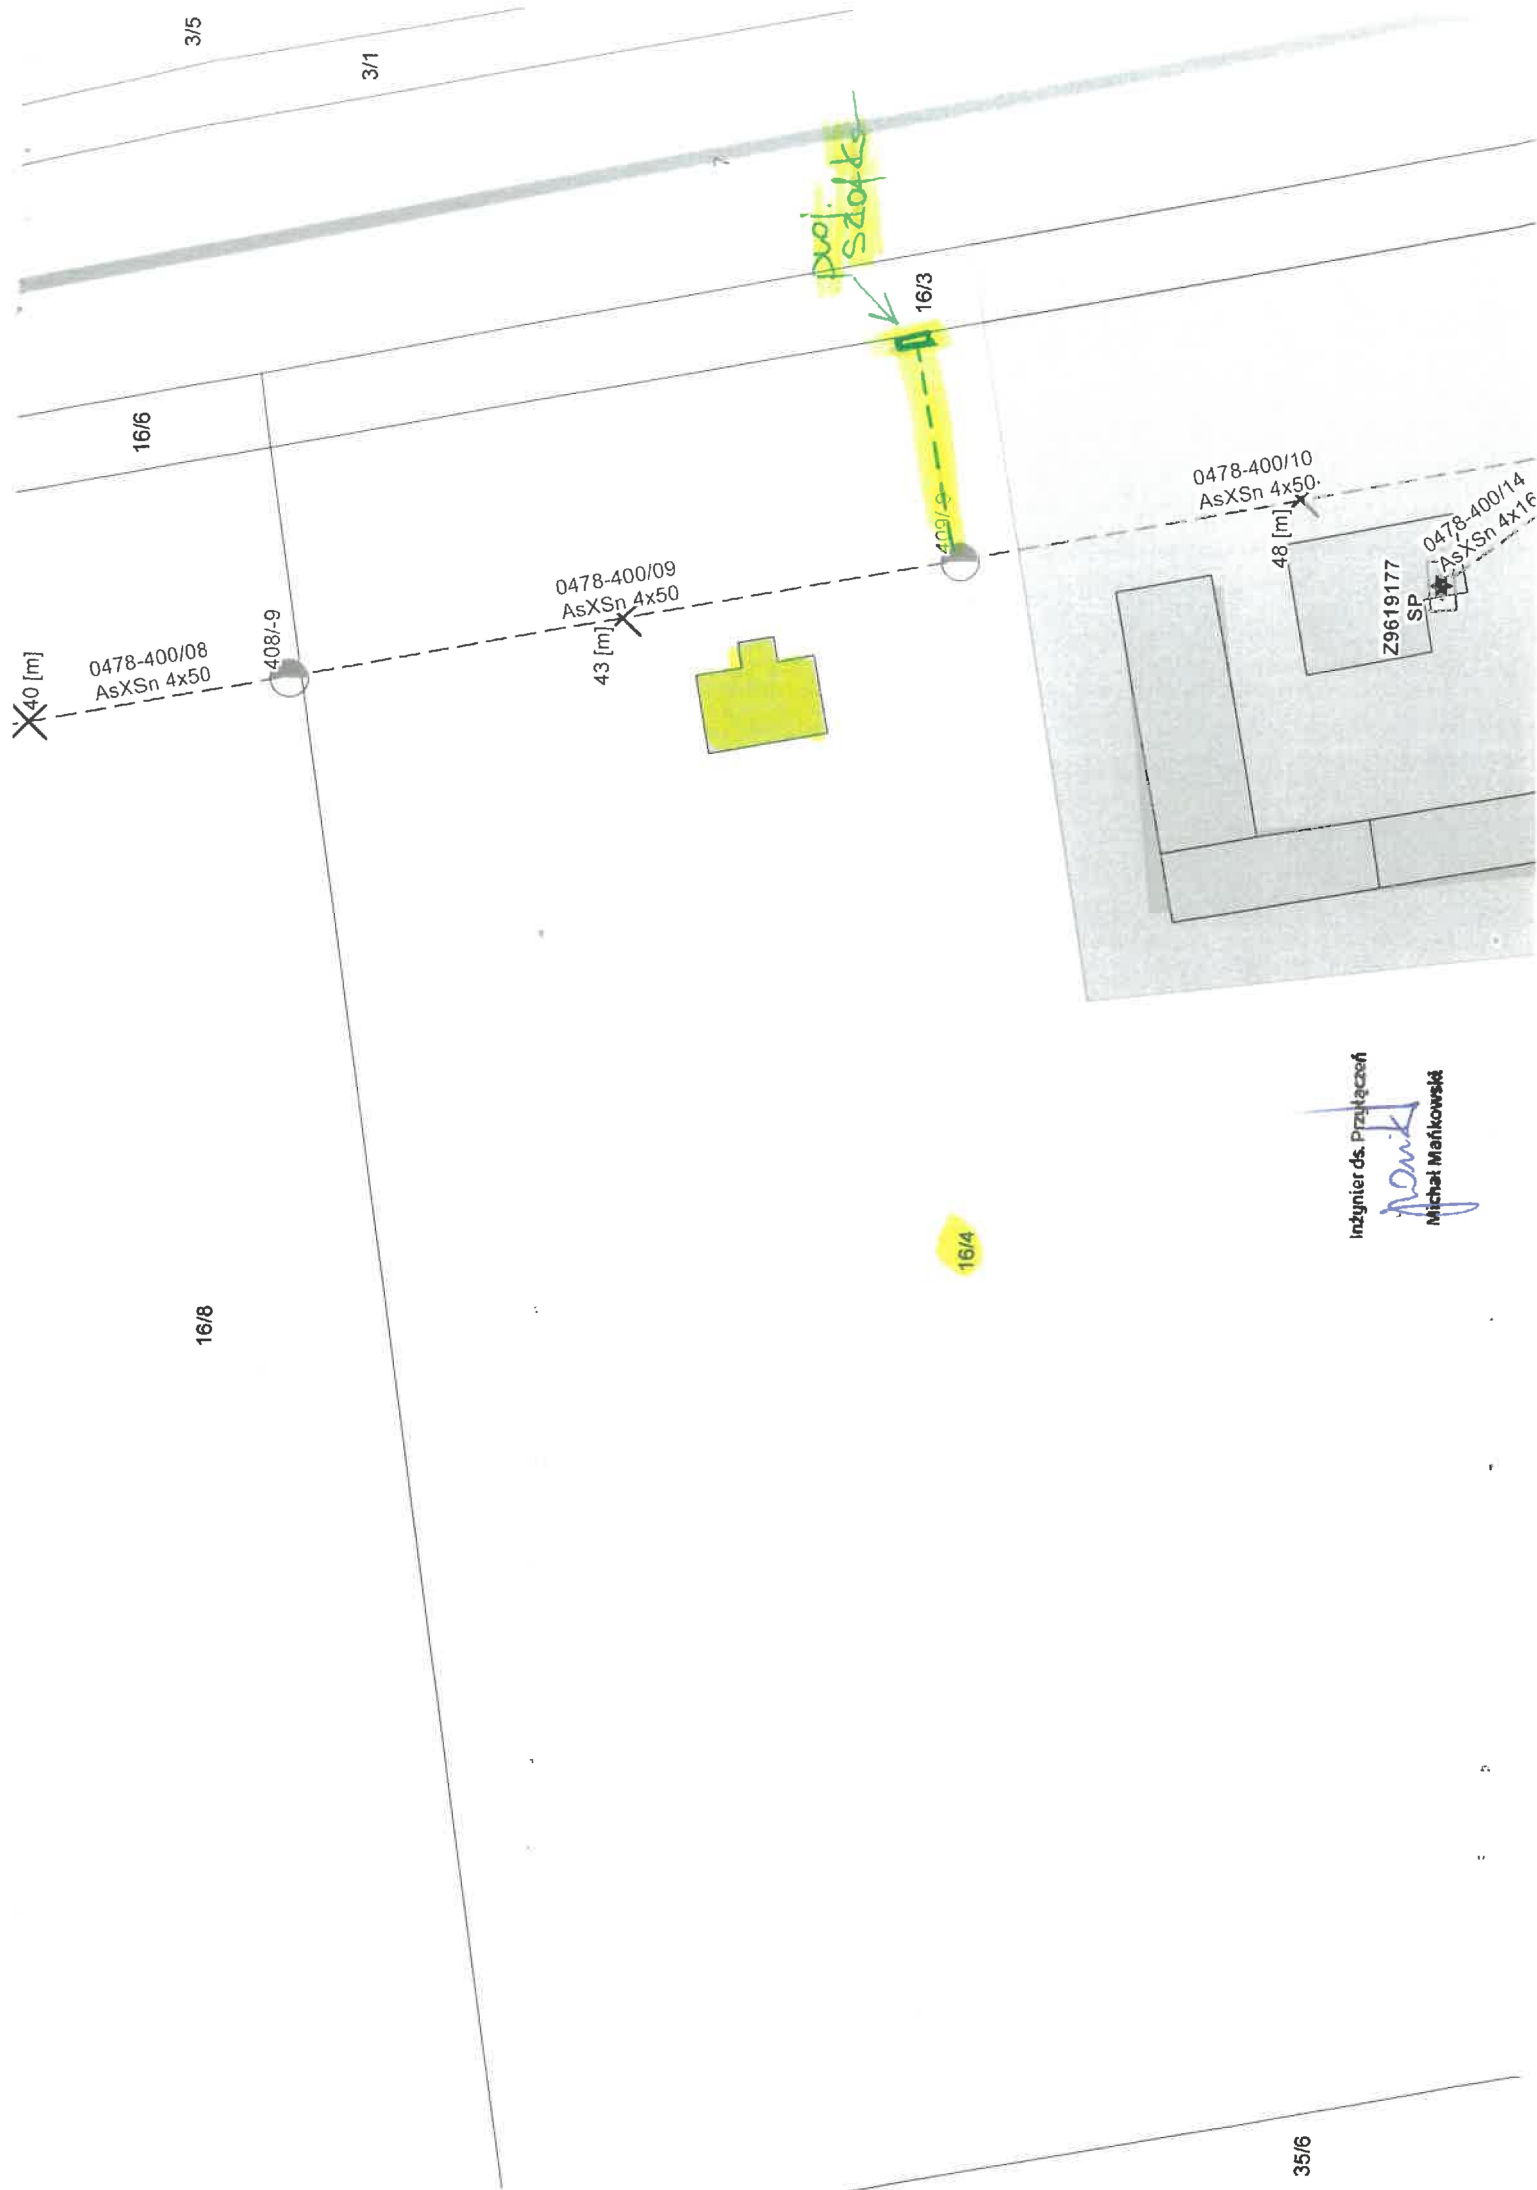 3/5
3/1
16/6
proj.
szafka
16/3
40 [m]
0478-400/08
AsXSn 4x50
408/-9
0478-400/09
AsXSn 4x50
43 [m]
409/-9
0478-400/10
AsXSn 4x50
48 [m]
0478-400/14
AsXSn 4x16
Z9619177
SP
16/8
16/4
Inżynier ds. Przyłączeń
Michał Mańkowski
35/6